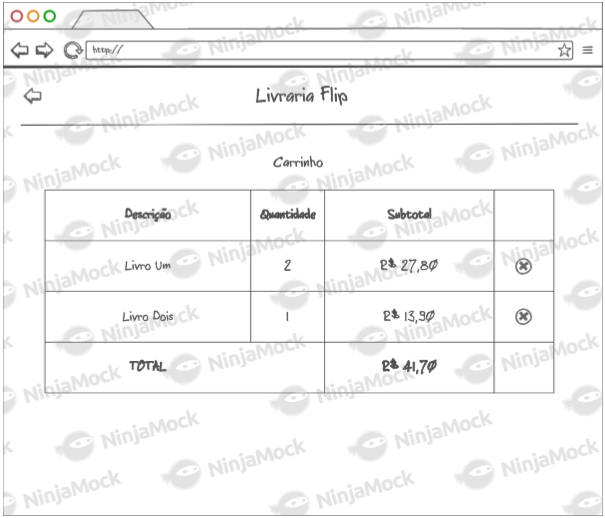 http://
Livraria Flip
Carrinho
Descrição Quantidade Subtotal
Livro Um 2 R$ 27,80
Livro Dois 1 R$ 13,90
TOTAL R$ 41,70
NinjaMock